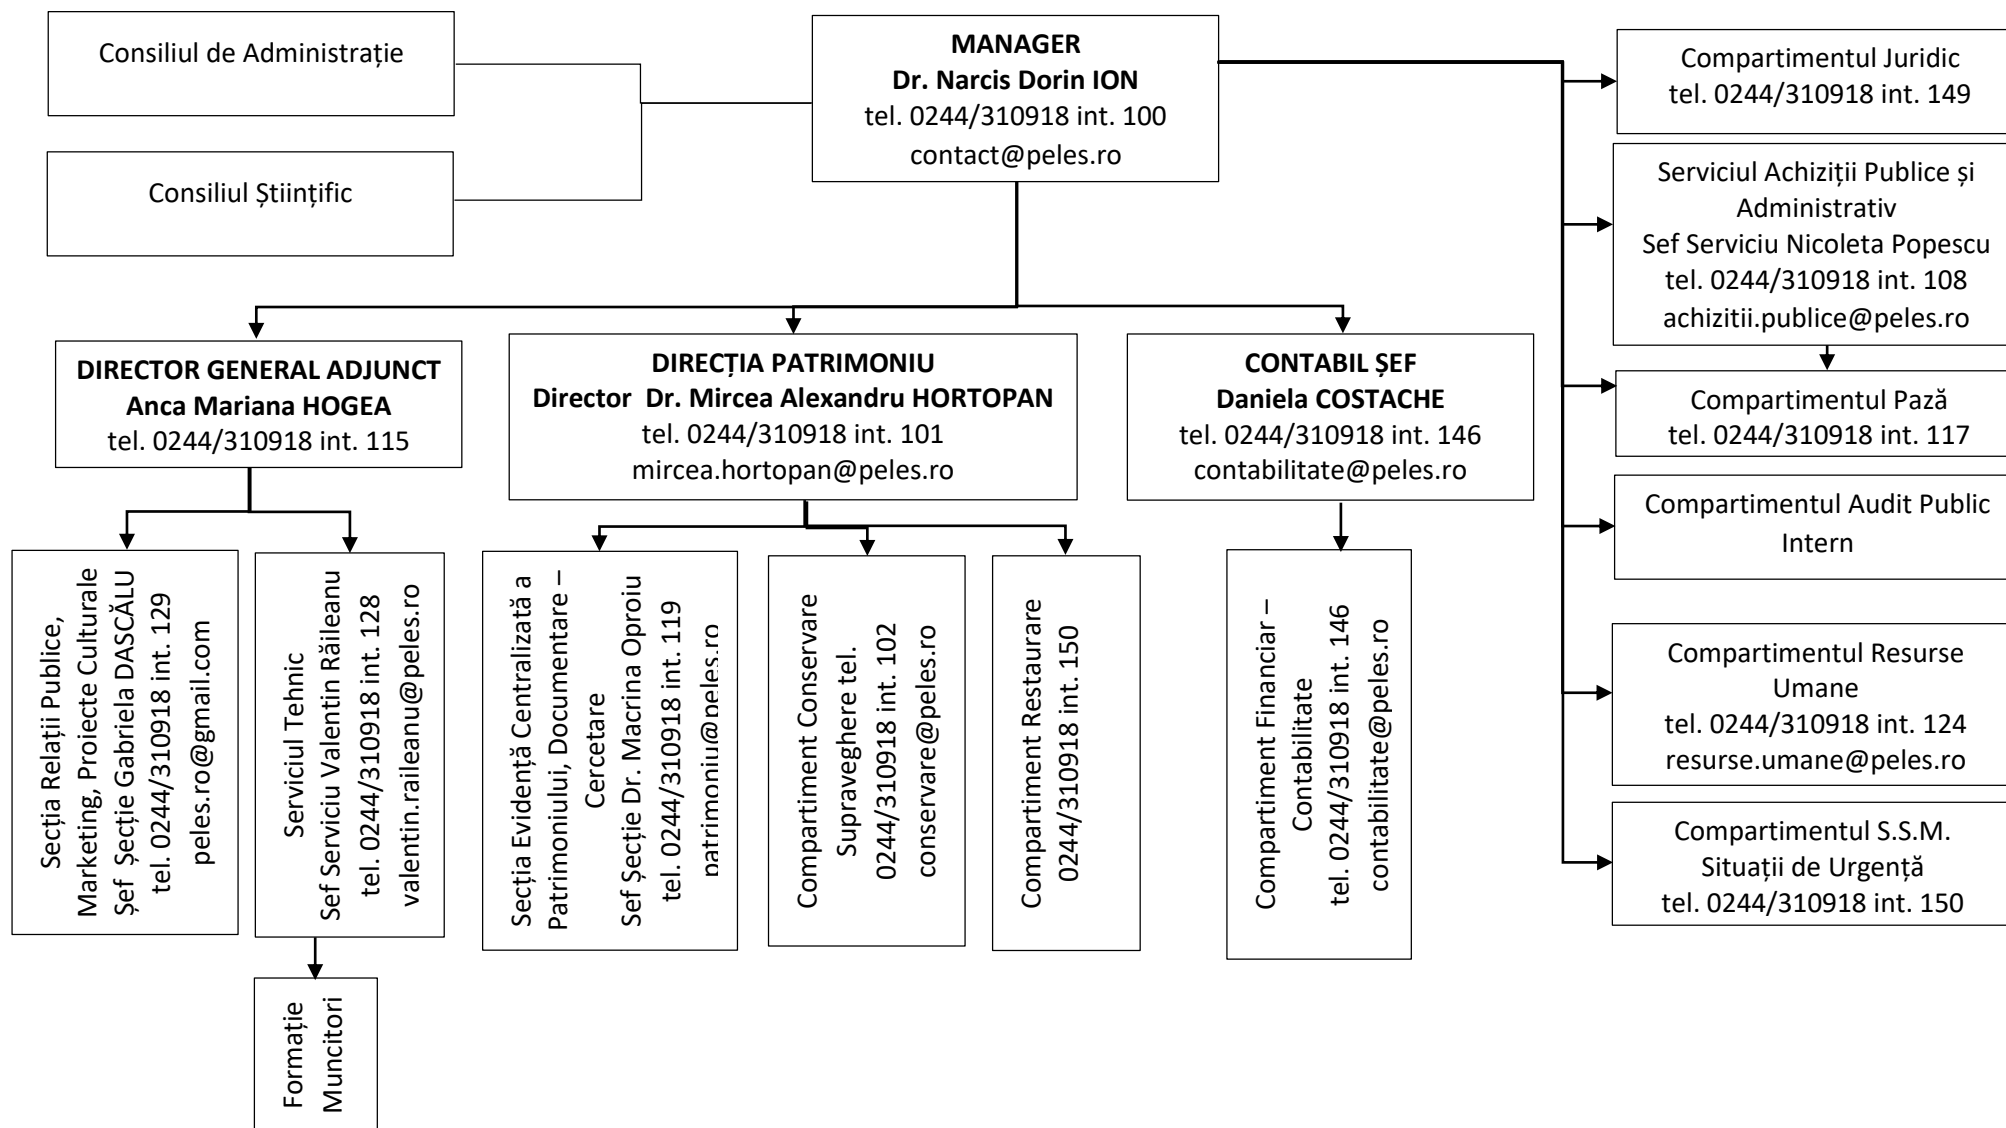 Consiliul de Administrație
Consiliul Științific
MANAGER
Dr. Narcis Dorin ION
tel. 0244/310918 int. 100
contact@peles.ro
Compartimentul Juridic
tel. 0244/310918 int. 149
Serviciul Achiziții Publice și
Administrativ
Sef Serviciu Nicoleta Popescu
tel. 0244/310918 int. 108
achizitii.publice@peles.ro
Compartimentul Pază
tel. 0244/310918 int. 117
Compartimentul Audit Public
Intern
Compartimentul Resurse
Umane
tel. 0244/310918 int. 124
resurse.umane@peles.ro
Compartimentul S.S.M.
Situații de Urgență
tel. 0244/310918 int. 150
DIRECTOR GENERAL ADJUNCT
Anca Mariana HOGEA
tel. 0244/310918 int. 115
DIRECȚIA PATRIMONIU
Director  Dr. Mircea Alexandru HORTOPAN
tel. 0244/310918 int. 101
mircea.hortopan@peles.ro
CONTABIL ȘEF
Daniela COSTACHE
tel. 0244/310918 int. 146
contabilitate@peles.ro
Secția Relații Publice,
Marketing, Proiecte Culturale
Șef  Secție Gabriela DASCĂLU
tel. 0244/310918 int. 129
peles.ro@gmail.com
Serviciul Tehnic
Sef Serviciu Valentin Răileanu
tel. 0244/310918 int. 128
valentin.raileanu@peles.ro
Secția Evidență Centralizată a
Patrimoniului, Documentare –
Cercetare
Sef Secție Dr. Macrina Oproiu
tel. 0244/310918 int. 119
patrimoniu@peles.ro
Compartiment Conservare
Supraveghere tel.
0244/310918 int. 102
conservare@peles.ro
Compartiment Restaurare
0244/310918 int. 150
Compartiment Financiar –
Contabilitate
tel. 0244/310918 int. 146
contabilitate@peles.ro
Formație
Muncitori